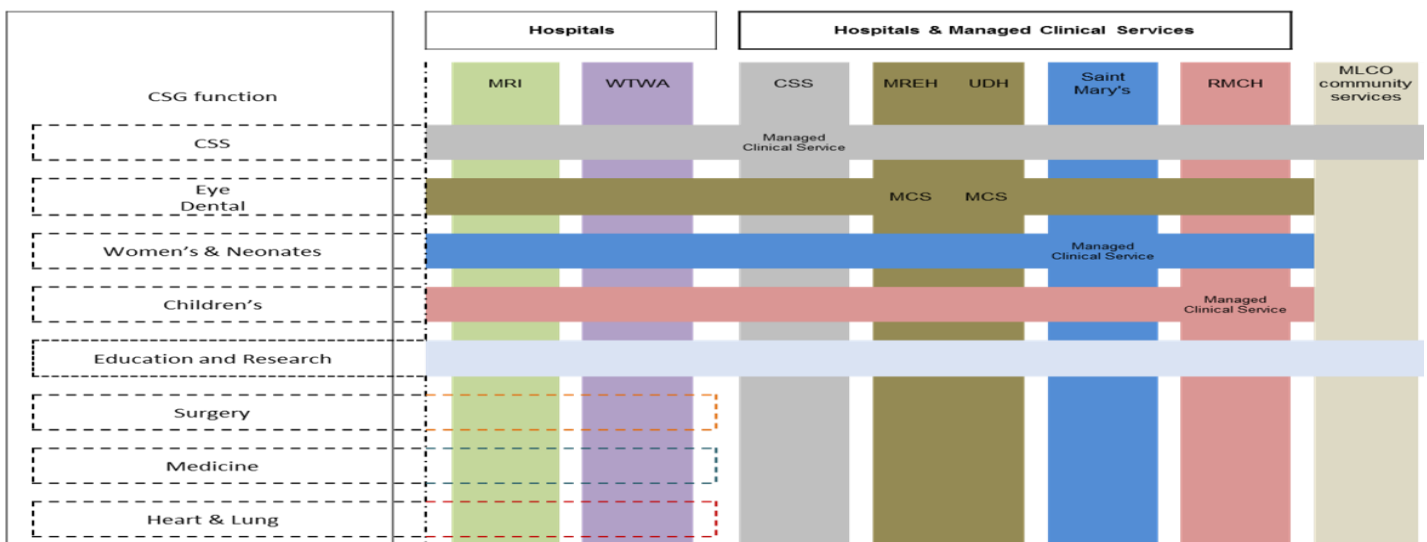 Hospitals
Hospitals & Managed Clinical Services
CSG function
MRI
WTWA
CSS
MREH
UDH
Saint
Mary's
RMCH
MLCO
community
services
CSS
Managed
Clinical Service
Eye
Dental
MCS
MCS
Women's & Neonates
Managed
Clinical Service
Children's
Managed
Clinical Service
Education and Research
Surgery
Medicine
Heart & Lung